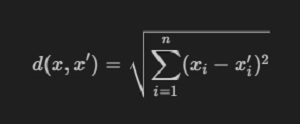 d(x, x′) = √(∑_{i=1}^{n} (x_i − x′_i)²)